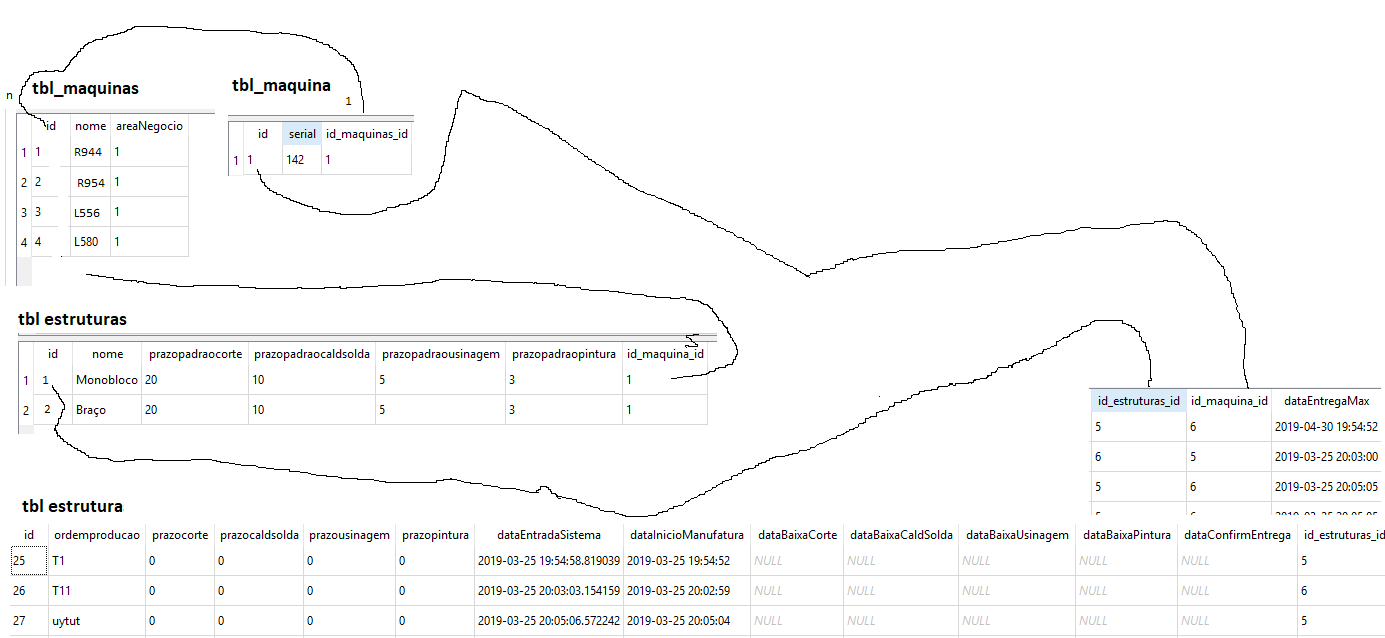 tbl_maquinas
n
id nome areaNegocio
1 1 R944 1
2 2 R954 1
3 3 L556 1
4 4 L580 1
tbl_maquina
1
id serial id_maquinas_id
1 1 142 1
tbl estruturas
id nome prazopadraocorte prazopadraocaldsolda prazopadraousinagem prazopadraopintura id_maquina_id
1 1 Monobloco 20 10 5 3 1
2 2 Braço 20 10 5 3 1
id_estruturas_id id_maquina_id dataEntregaMax
5 6 2019-04-30 19:54:52
6 5 2019-03-25 20:03:00
5 6 2019-03-25 20:05:05
tbl estrutura
id ordemproducao prazocorte prazocaldsolda prazousinagem prazopintura dataEntradaSistema dataInicioManufatura dataBaixaCorte dataBaixaCaldSolda dataBaixaUsinagem dataBaixaPintura dataConfirmEntrega id_estruturas_id
25 T1 0 0 0 0 2019-03-25 19:54:58.819039 2019-03-25 19:54:52 NULL NULL NULL NULL NULL 5
26 T11 0 0 0 0 2019-03-25 20:03:03.154159 2019-03-25 20:02:59 NULL NULL NULL NULL NULL 6
27 uytut 0 0 0 0 2019-03-25 20:05:06.572242 2019-03-25 20:05:04 NULL NULL NULL NULL NULL 5